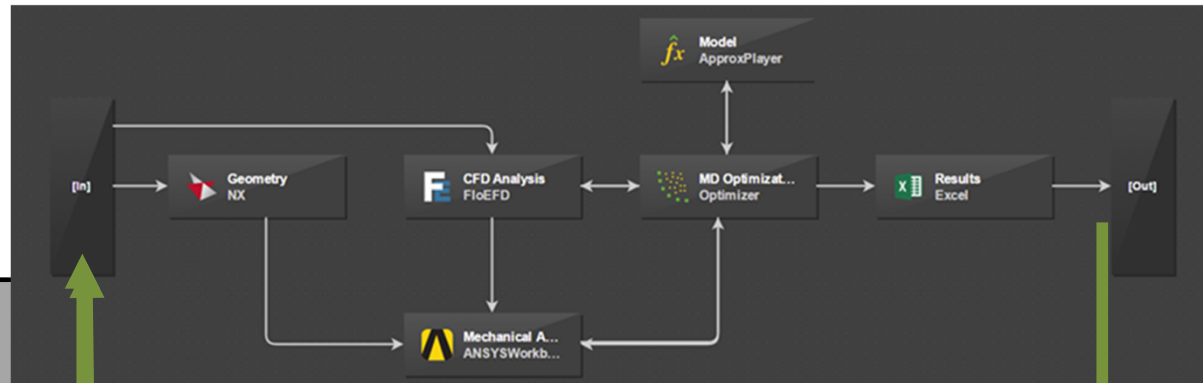 Model
ApproxPlayer
[In]
Geometry
NX
CFD Analysis
FloEFD
MD Optimizat...
Optimizer
Results
Excel
[Out]
Mechanical A...
ANSYSWorkb...